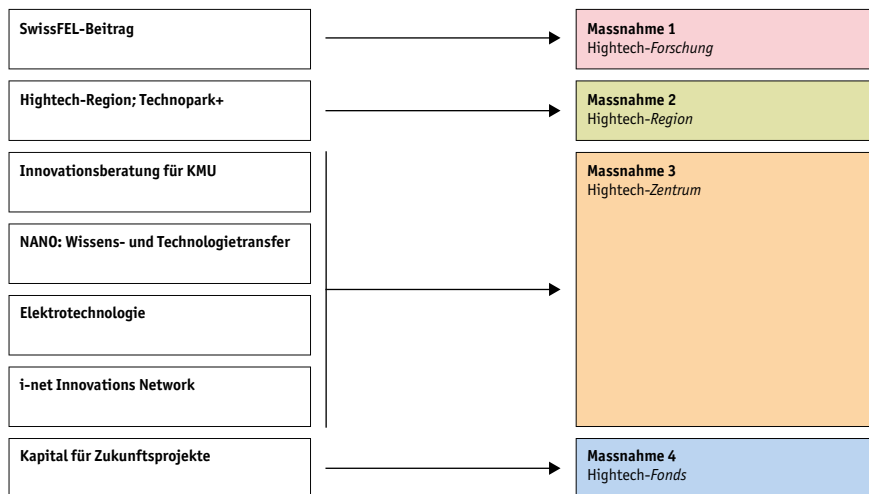 SwissFEL-Beitrag
Massnahme 1
Hightech-Forschung
Hightech-Region; Technopark+
Massnahme 2
Hightech-Region
Innovationsberatung für KMU
Massnahme 3
Hightech-Zentrum
NANO: Wissens- und Technologietransfer
Elektrotechnologie
i-net Innovations Network
Kapital für Zukunftsprojekte
Massnahme 4
Hightech-Fonds